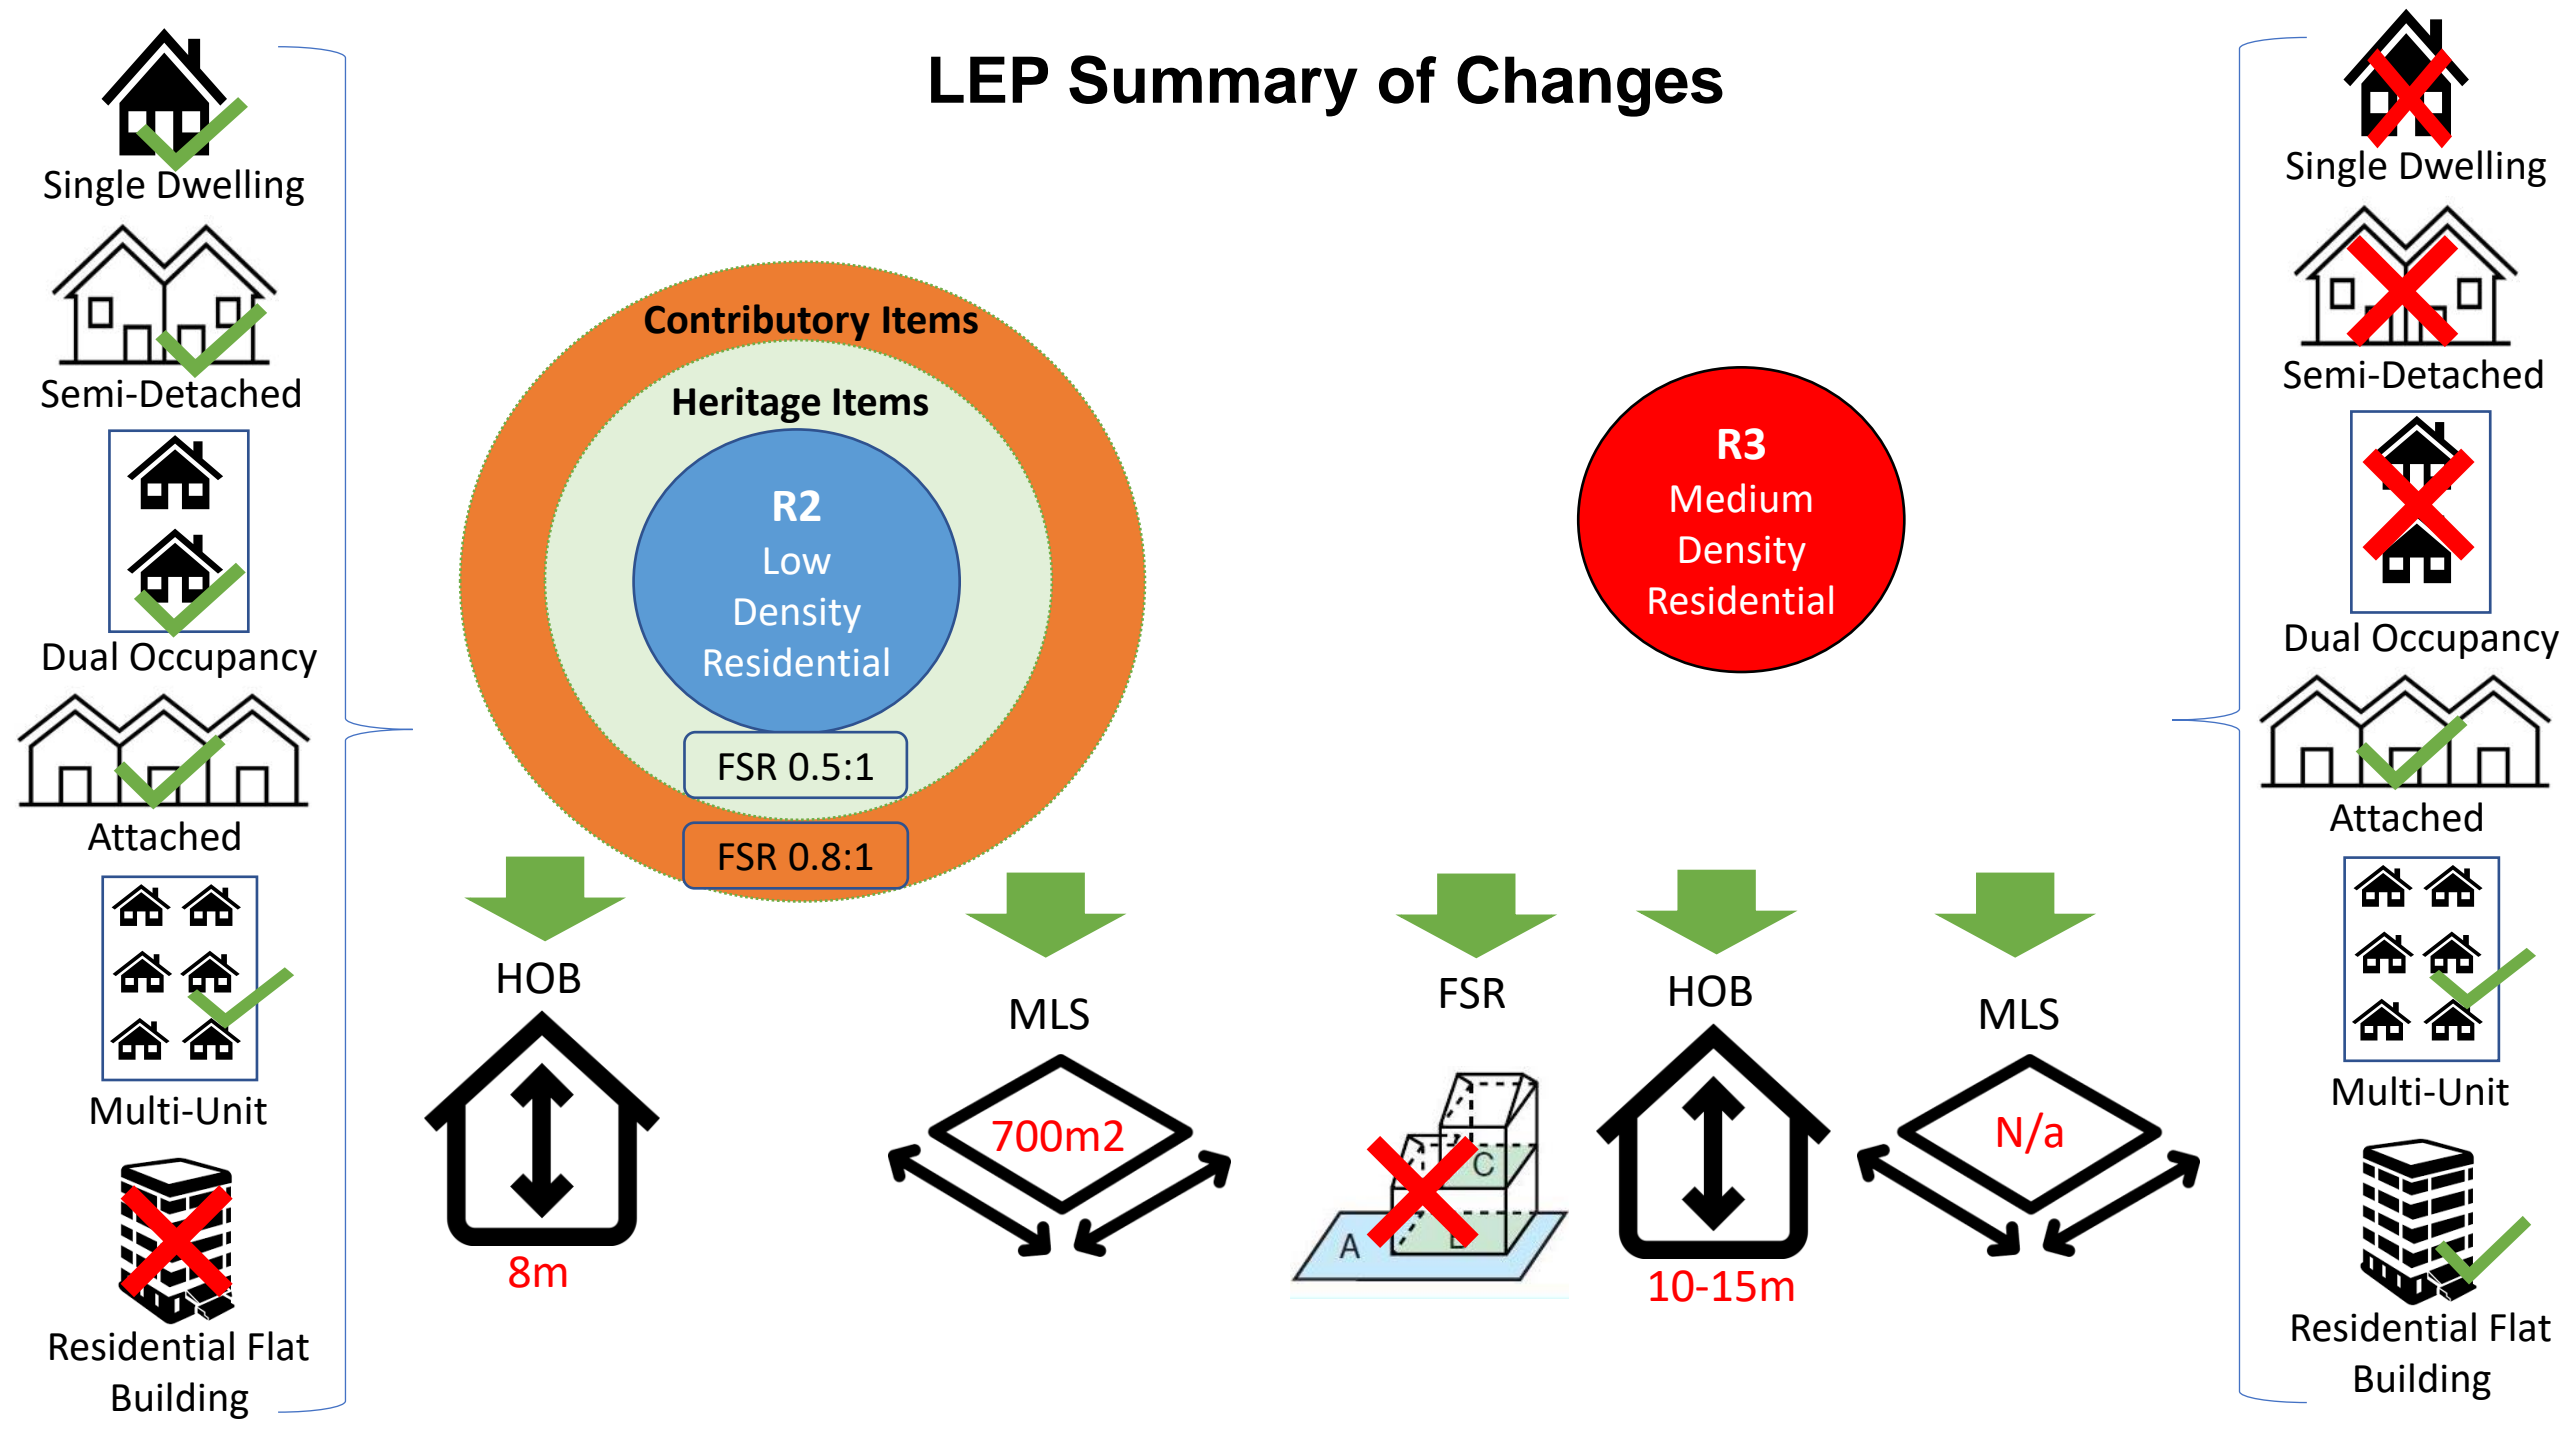 LEP Summary of Changes
Single Dwelling
Semi-Detached
Dual Occupancy
Attached
Multi-Unit
Residential Flat
Building
Contributory Items
Heritage Items
R2
Low
Density
Residential
FSR 0.5:1
FSR 0.8:1
HOB
8m
MLS
700m2
R3
Medium
Density
Residential
FSR
C
A
HOB
10-15m
MLS
N/a
Single Dwelling
Semi-Detached
Dual Occupancy
Attached
Multi-Unit
Residential Flat
Building